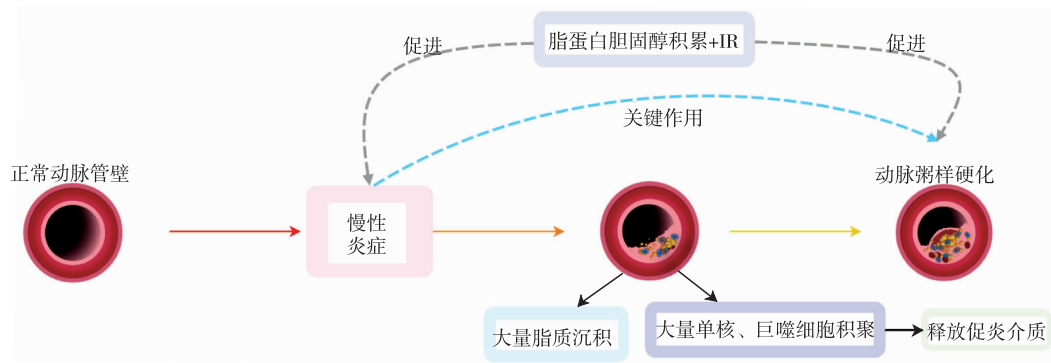 脂蛋白胆固醇积累+IR
促进
促进
关键作用
正常动脉管壁
动脉粥样硬化
慢性
炎症
大量脂质沉积
大量单核、巨噬细胞积聚
释放促炎介质